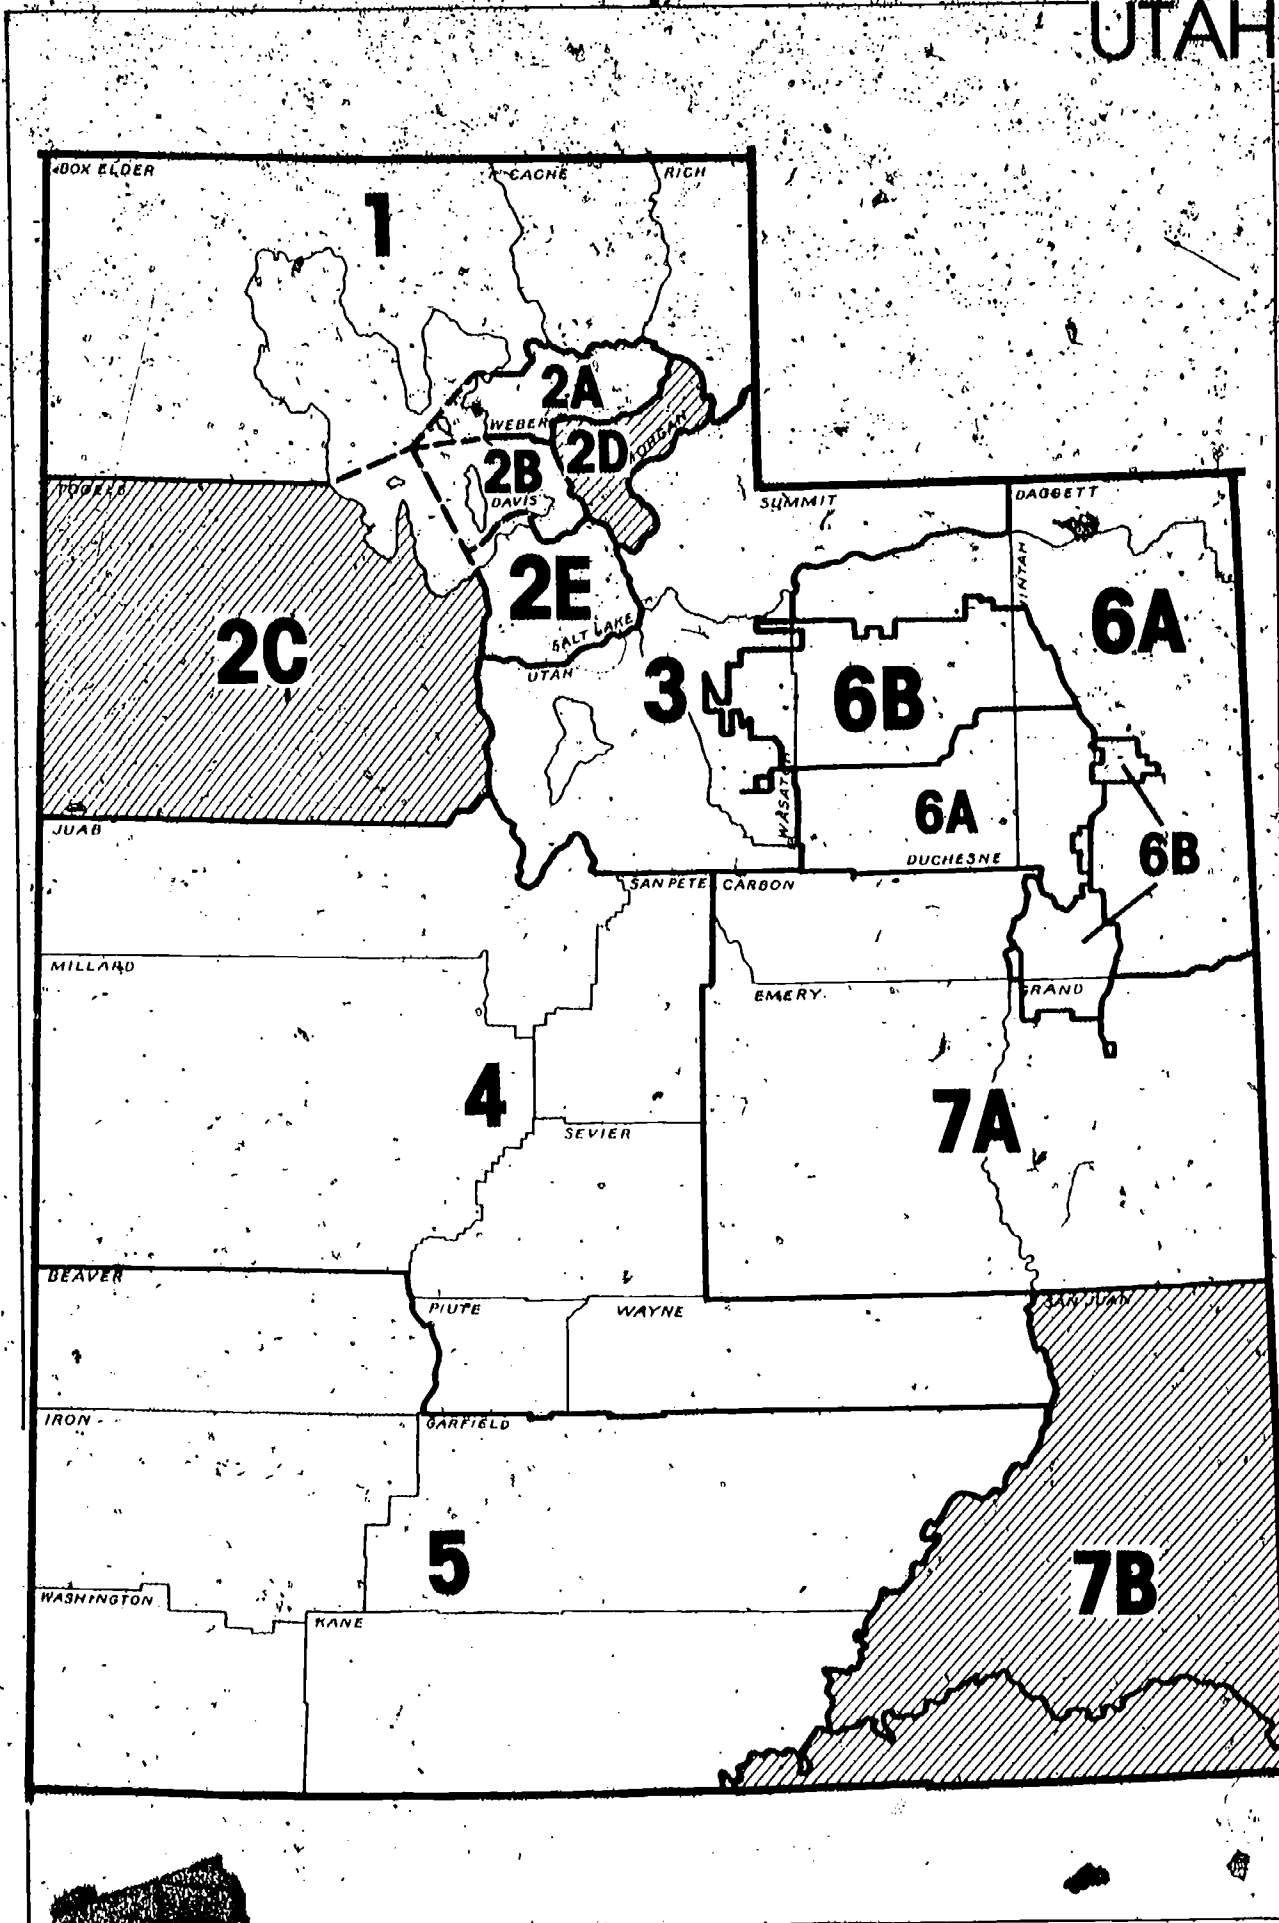 UTAH
BOX ELDER
CACHE
RICH
1
2A
WEBER
MORGAN
2D
2B
DAVIS
TOOELE
SUMMIT
DAGGETT
UINTAH
2E
2C
SALT LAKE
UTAH
3
6B
6A
WASATCH
6A
6B
DUCHESNE
JUAB
SAN PETE
CARBON
MILLARD
EMERY
GRAND
4
7A
SEVIER
BEAVER
PIUTE
WAYNE
SAN JUAN
IRON
GARFIELD
5
7B
WASHINGTON
KANE